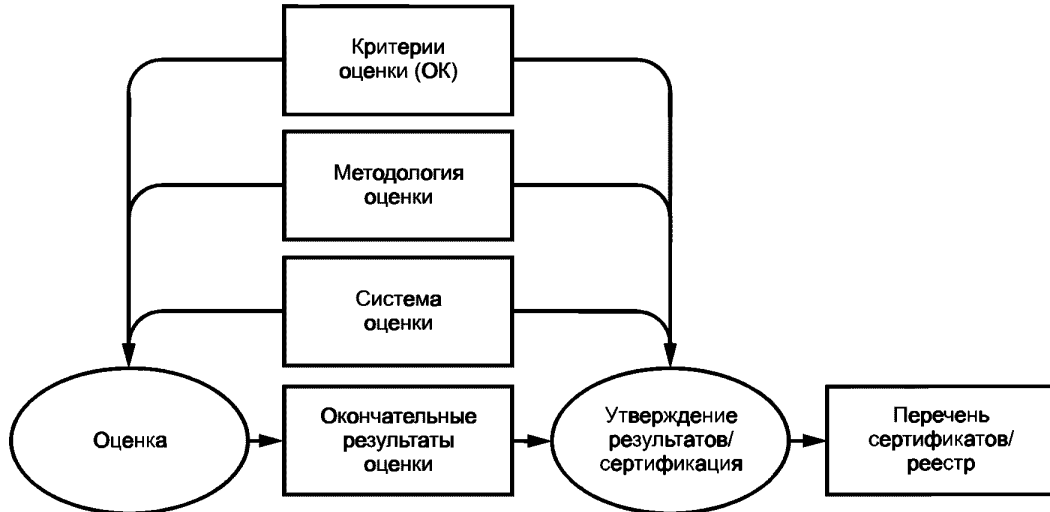 Критерии
оценки (ОК)
Методология
оценки
Система
оценки
Оценка
Окончательные
результаты
оценки
Утверждение
результатов/
сертификация
Перечень
сертификатов/
реестр